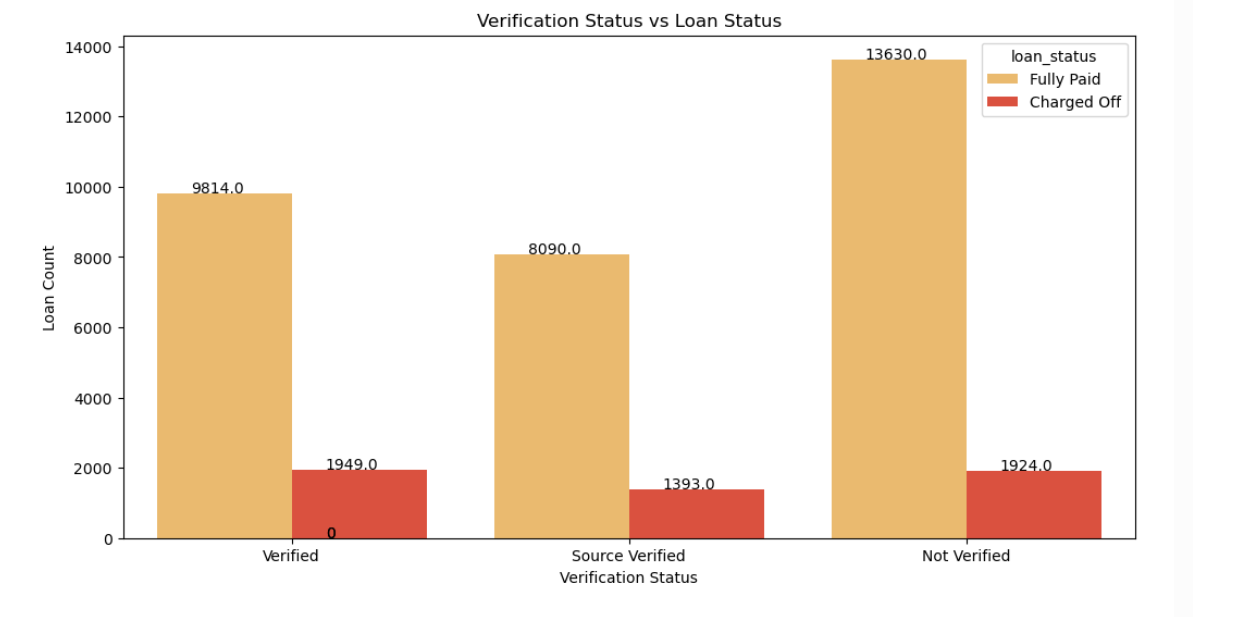 Verification Status vs Loan Status
loan_status
Fully Paid
Charged Off
Loan Count
14000
12000
10000
8000
6000
4000
2000
0
9814.0
1949.0
0
8090.0
1393.0
13630.0
1924.0
Verified
Source Verified
Not Verified
Verification Status